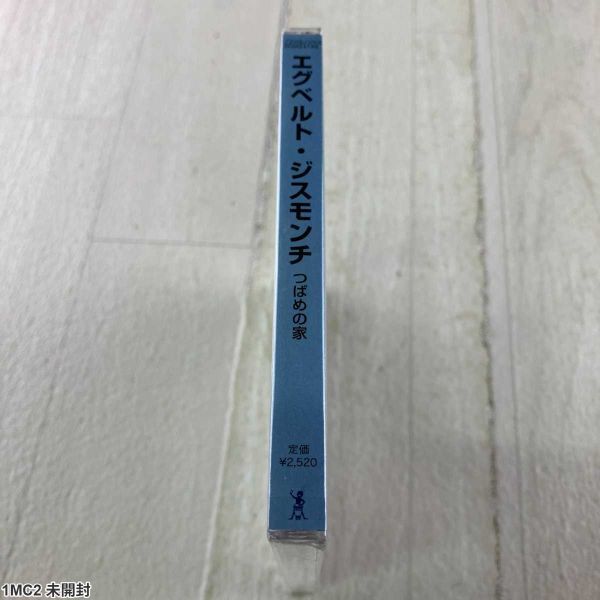 エグベルト・ジスモンチ
つばめの家
定価
¥2,520
1MC2 未開封